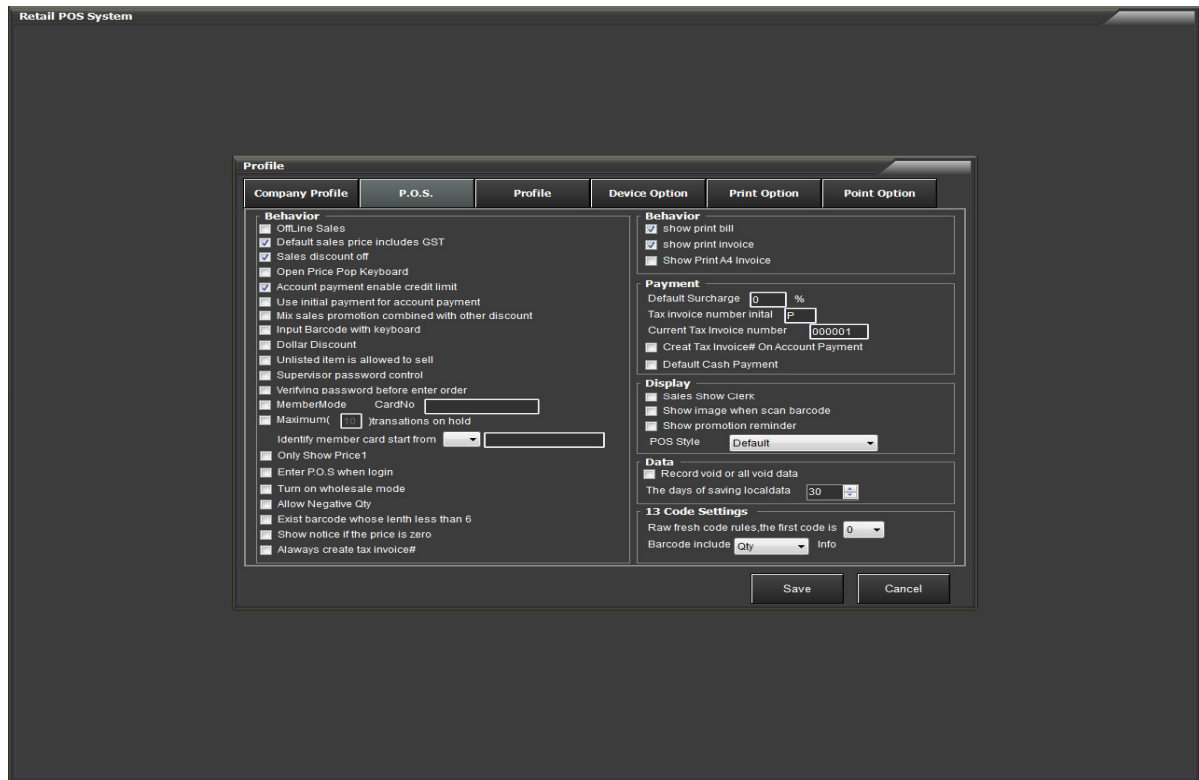 Retail POS System
Profile
Company Profile P.O.S. Profile Device Option Print Option Point Option
Behavior
OffLine Sales
Default sales price includes GST
Sales discount off
Open Price Pop Keyboard
Account payment enable credit limit
Use initial payment for account payment
Mix sales promotion combined with other discount
Input Barcode with keyboard
Dollar Discount
Unlisted item is allowed to sell
Supervisor password control
Verifying password before enter order
MemberMode CardNo
Maximum( 10 )transations on hold
Identify member card start from
Only Show Price1
Enter P.O.S when login
Turn on wholesale mode
Allow Negative Qty
Exist barcode whose lenth less than 6
Show notice if the price is zero
Alaways create tax invoice#
Behavior
show print bill
show print invoice
Show Print A4 Invoice
Payment
Default Surcharge 0 %
Tax invoice number inital P
Current Tax Invoice number 000001
Creat Tax Invoice# On Account Payment
Default Cash Payment
Display
Sales Show Clerk
Show image when scan barcode
Show promotion reminder
POS Style Default
Data
Record void or all void data
The days of saving localdata 30
13 Code Settings
Raw fresh code rules,the first code is 0
Barcode include Qty Info
Save Cancel